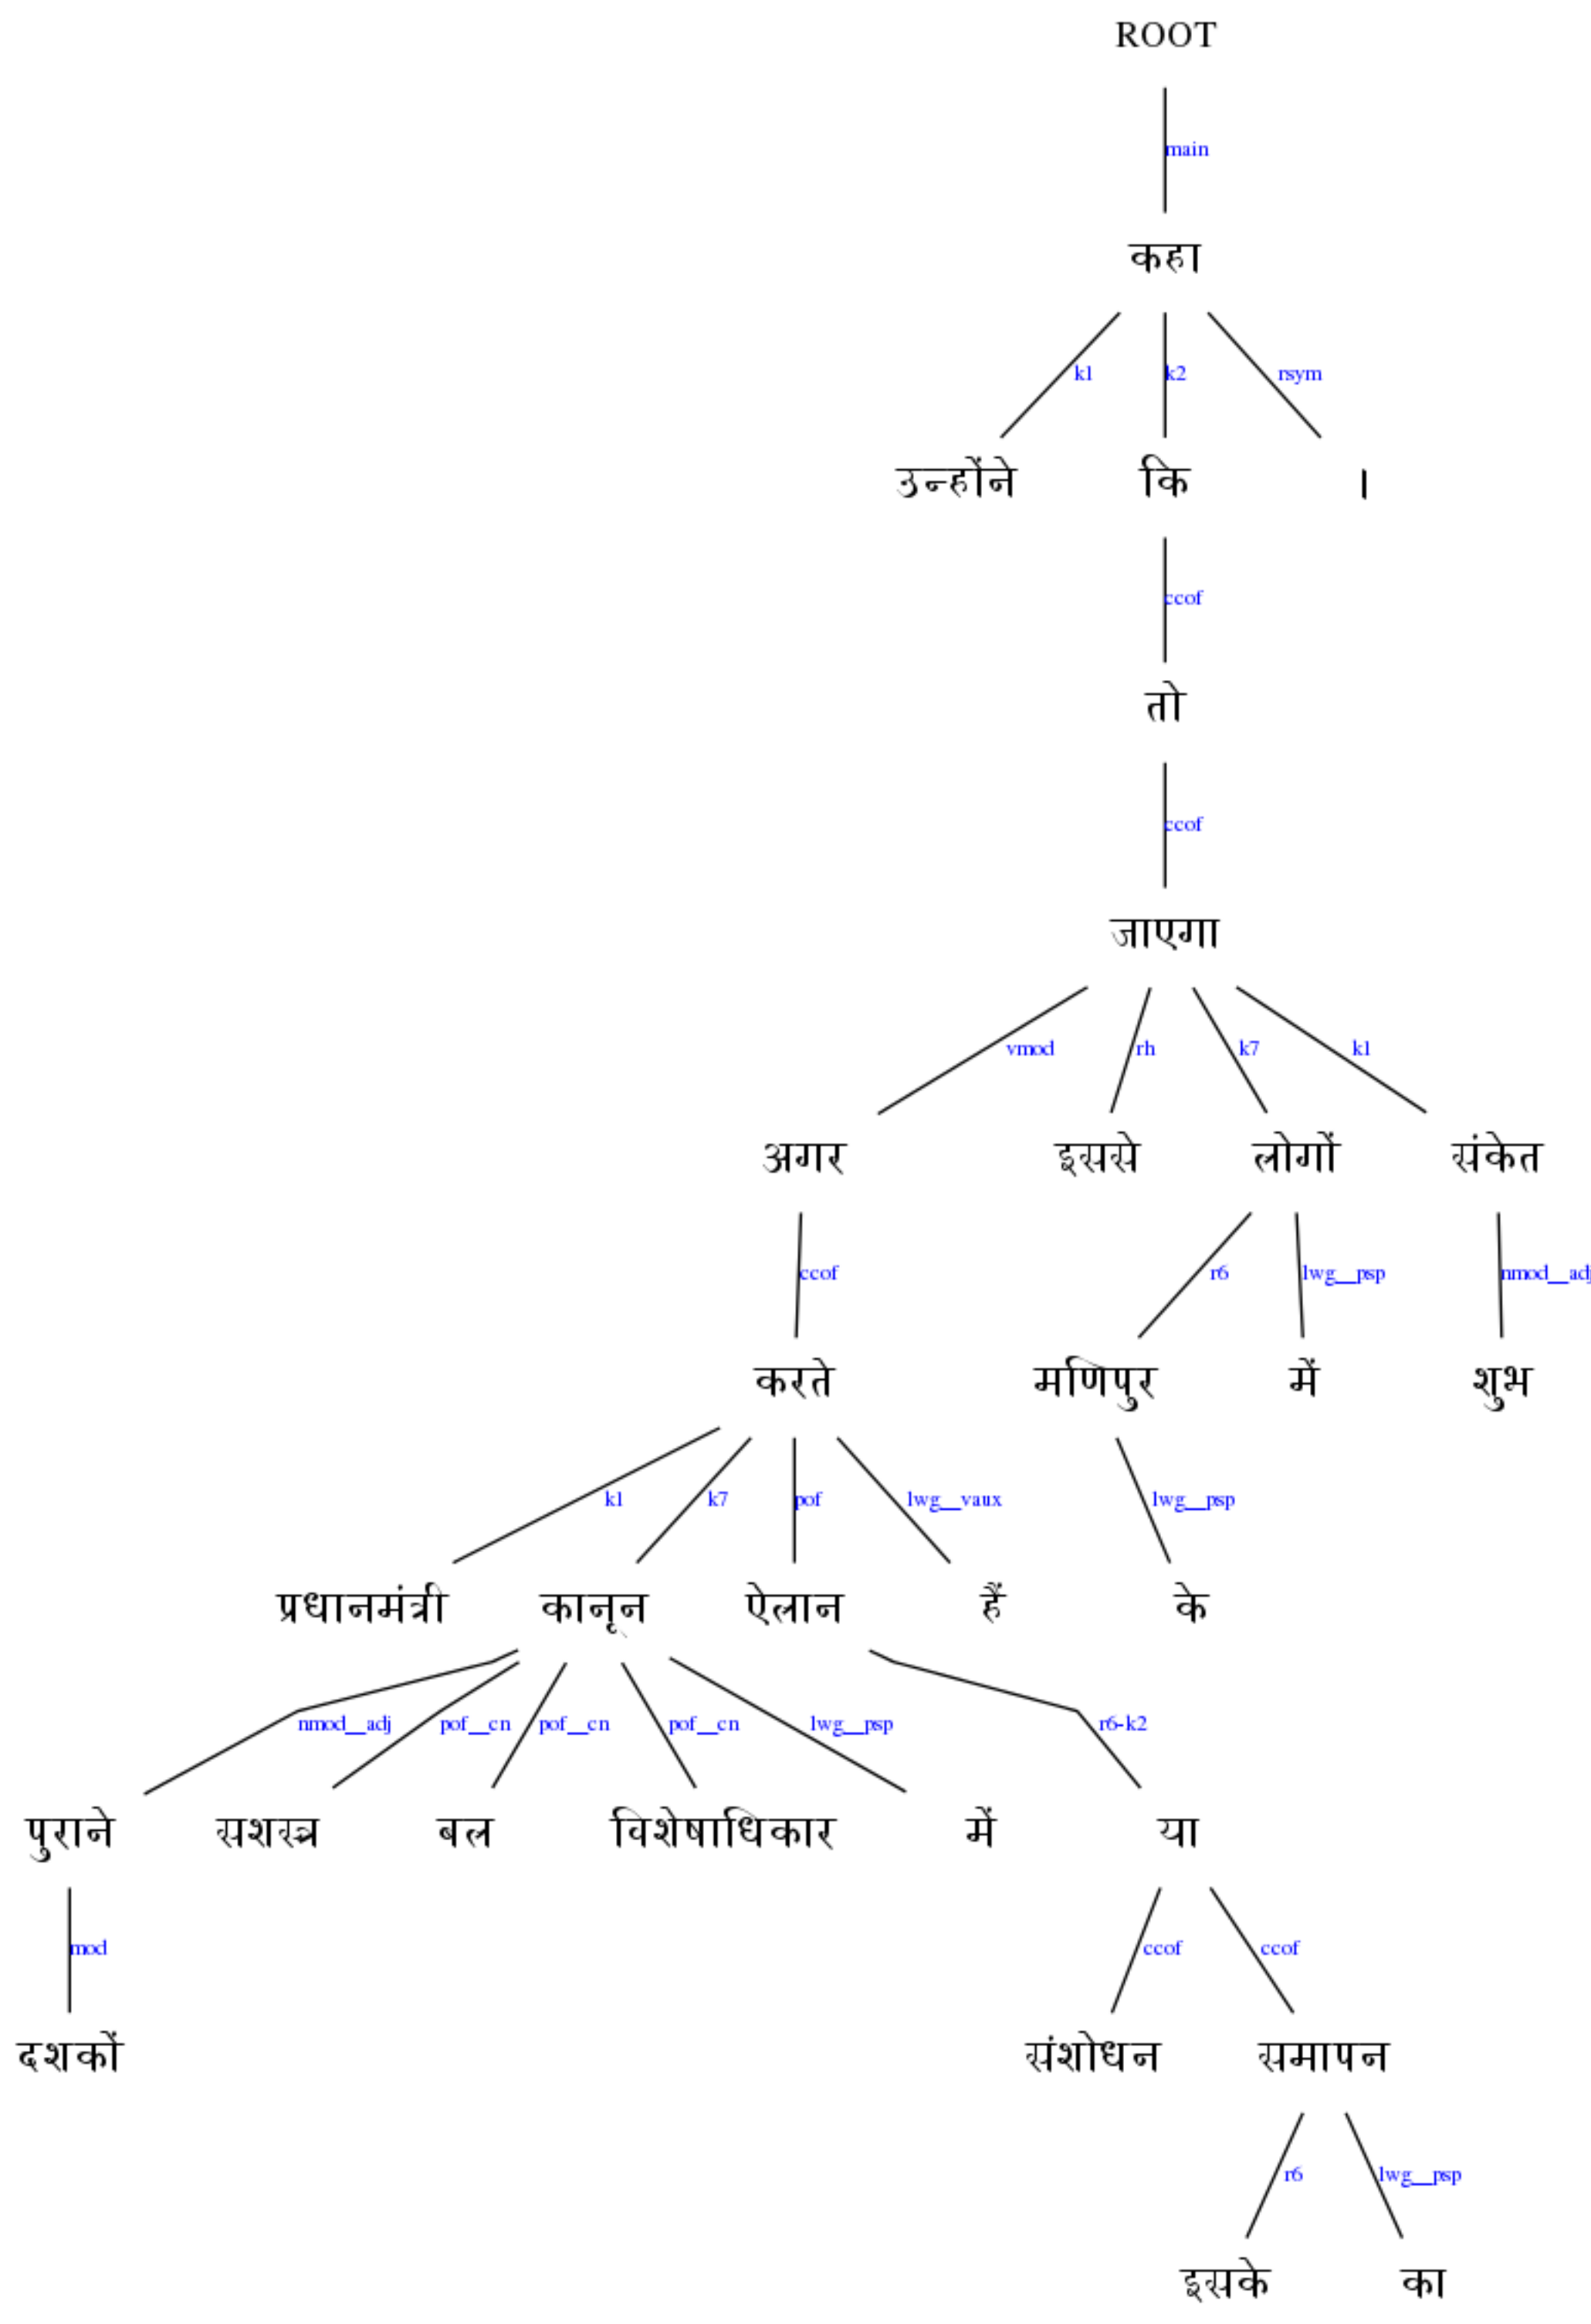 ROOT
main
कहा
k1 k2 rsym
उन्होंने कि ।
ccof
तो
ccof
जाएगा
vmod rh k7 k1
अगर इससे लोगों संकेत
ccof r6 lwg__psp nmod__adj
करते मणिपुर में शुभ
k1 k7 pof lwg__vaux lwg__psp
प्रधानमंत्री कानून ऐलान हैं के
nmod__adj pof__cn pof__cn pof__cn lwg__psp r6-k2
पुराने सशस्त्र बल विशेषाधिकार में या
mod ccof ccof
दशकों संशोधन समापन
r6 lwg__psp
इसके का